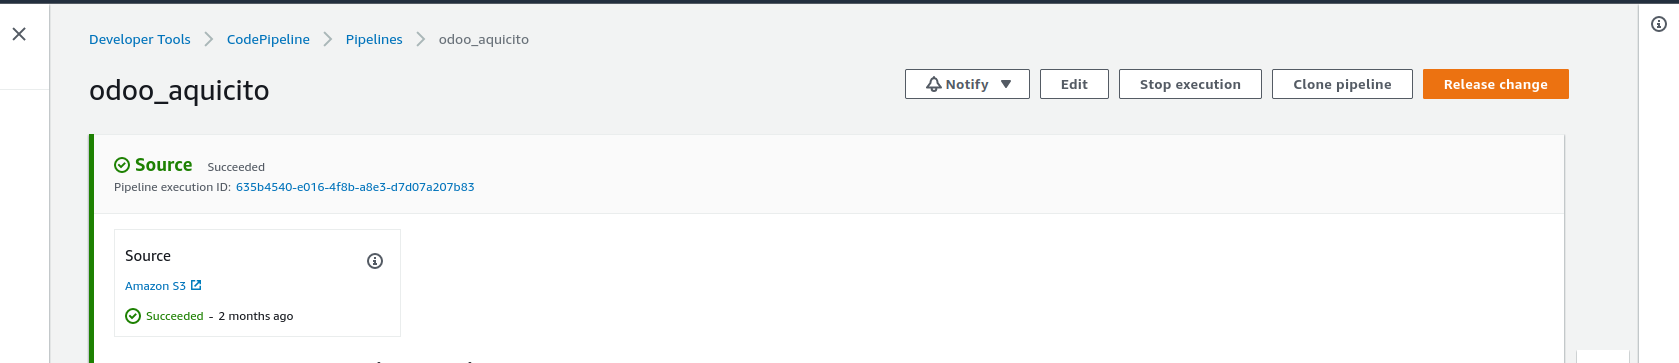 Developer Tools > CodePipeline > Pipelines > odoo_aquicito
odoo_aquicito
Notify ▼ Edit Stop execution Clone pipeline Release change
Source Succeeded
Pipeline execution ID: 635b4540-e016-4f8b-a8e3-d7d07a207b83
Source
Amazon S3
Succeeded - 2 months ago